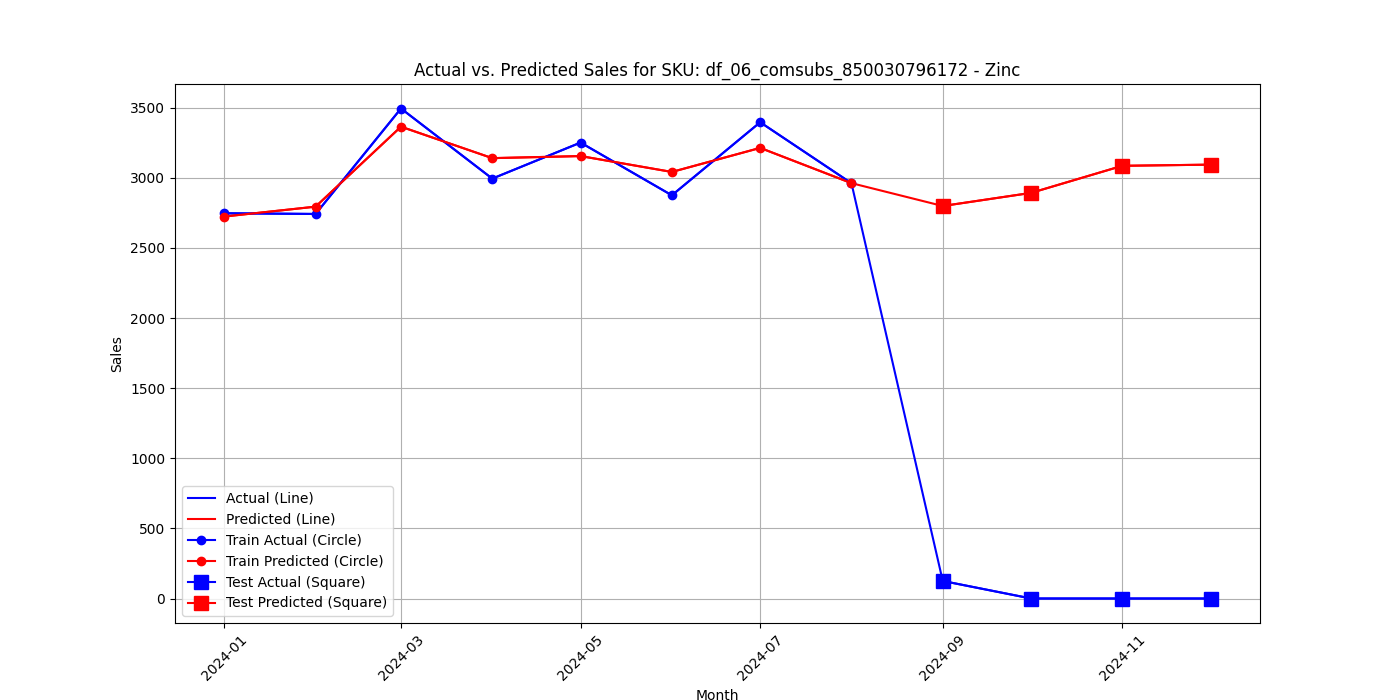 Actual vs. Predicted Sales for SKU: df_06_comsubs_850030796172 - Zinc
3500
3000
2500
2000
1500
1000
500
0
Sales
Actual (Line)
Predicted (Line)
Train Actual (Circle)
Train Predicted (Circle)
Test Actual (Square)
Test Predicted (Square)
2024-01
2024-03
2024-05
2024-07
2024-09
2024-11
Month